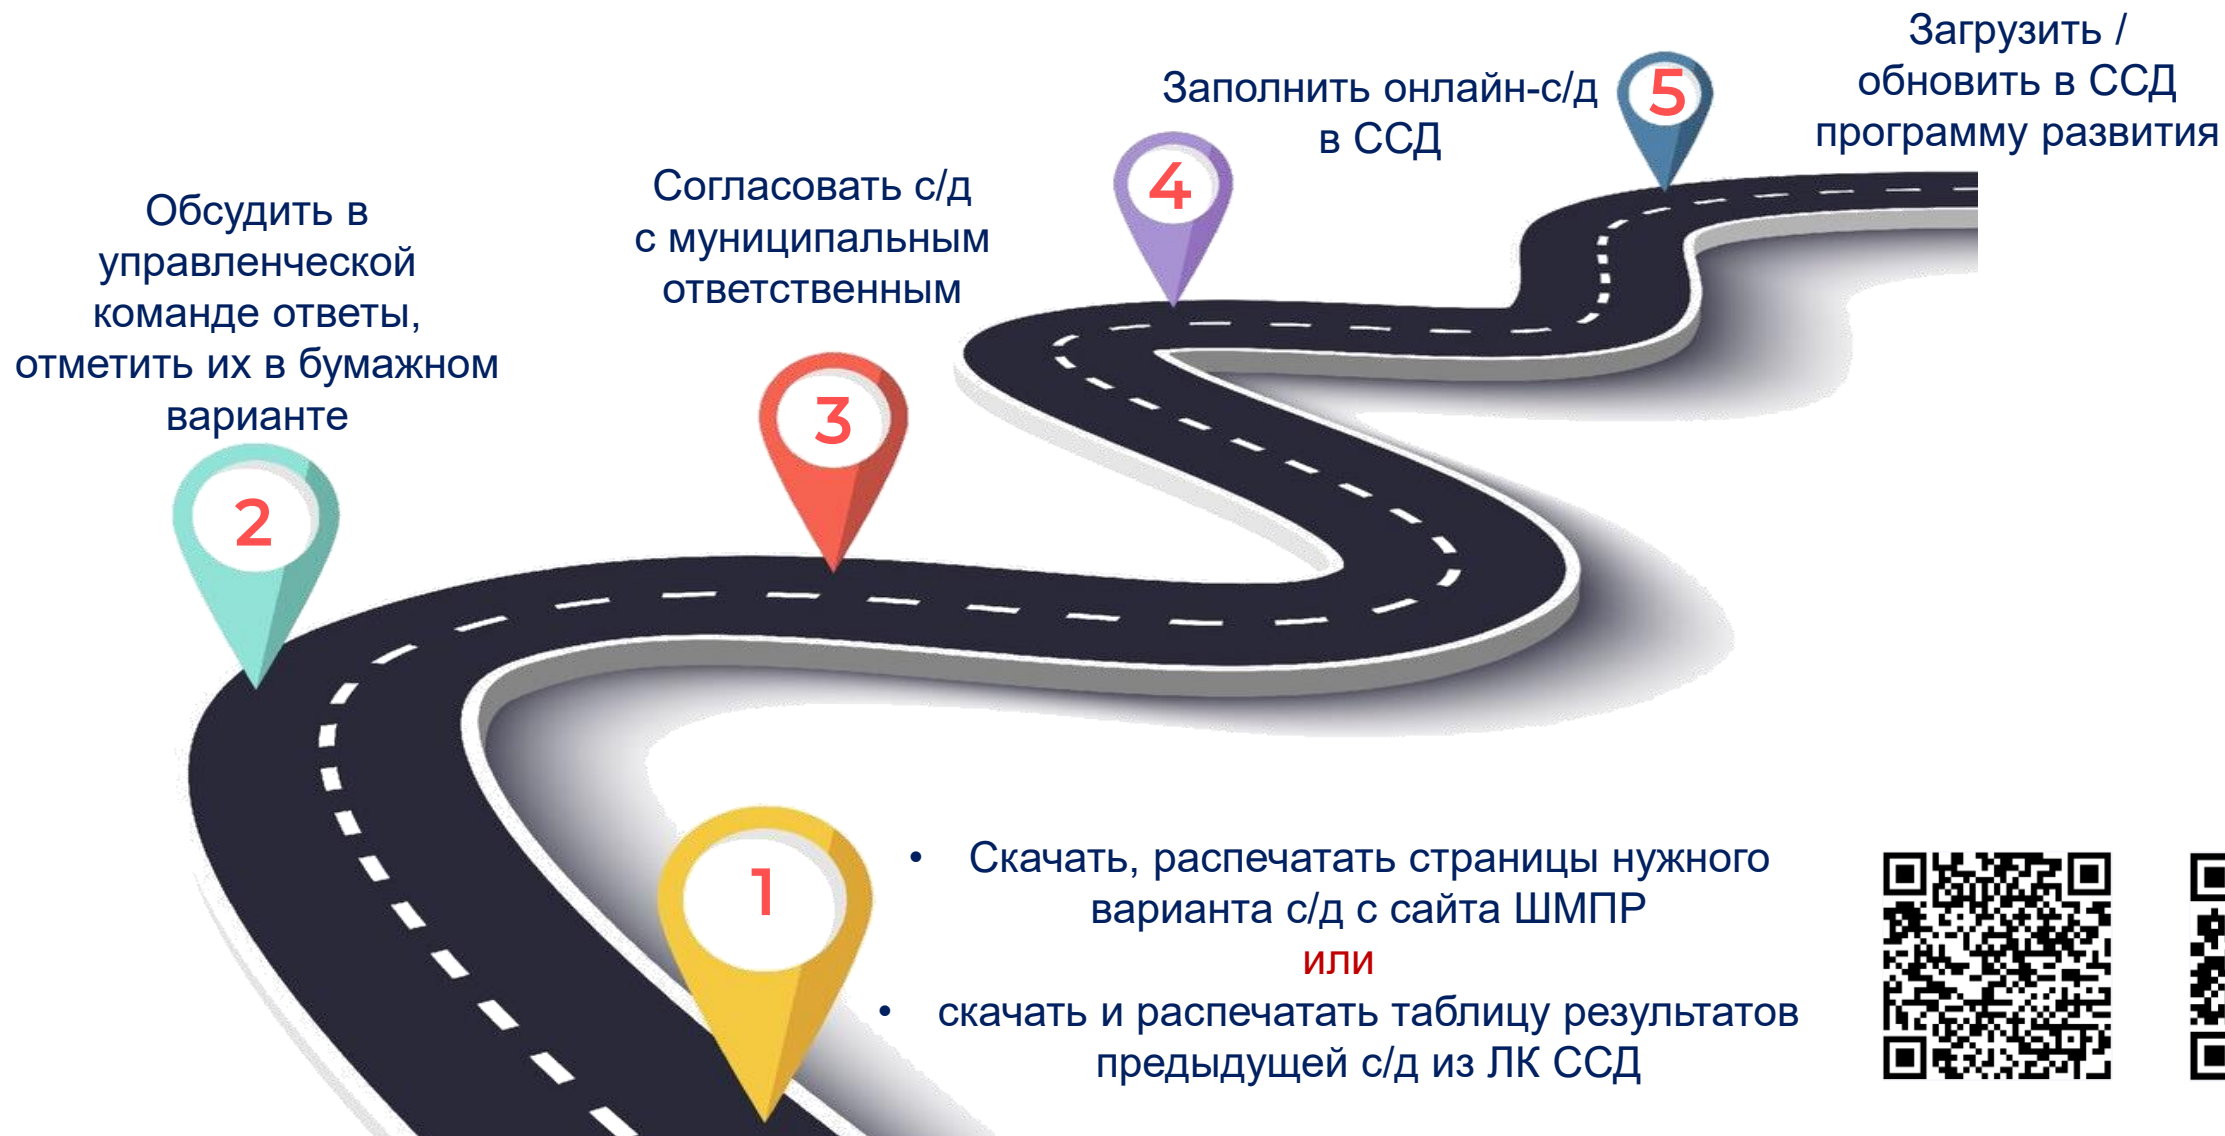 Загрузить /
обновить в ССД
программу развития
5
Заполнить онлайн-с/д
в ССД
4
Согласовать с/д
с муниципальным
ответственным
3
Обсудить в
управленческой
команде ответы,
отметить их в бумажном
варианте
2
1
• Скачать, распечатать страницы нужного
варианта с/д с сайта ШМПР
или
• скачать и распечатать таблицу результатов
предыдущей с/д из ЛК ССД